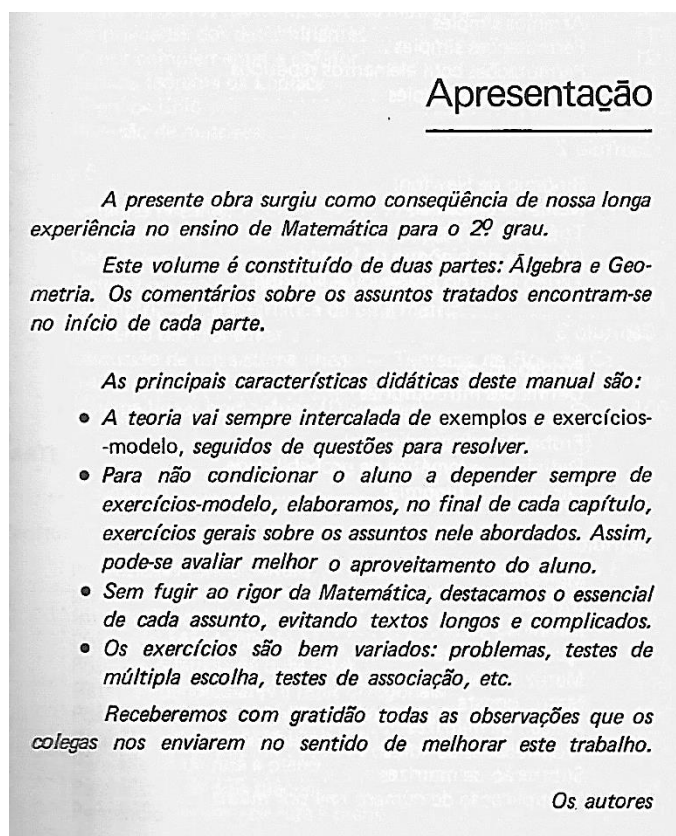 Apresentação
A presente obra surgiu como conseqüência de nossa longa
experiência no ensino de Matemática para o 2º grau.
Este volume é constituído de duas partes: Álgebra e Geo-
metria. Os comentários sobre os assuntos tratados encontram-se
no início de cada parte.
As principais características didáticas deste manual são:
• A teoria vai sempre intercalada de exemplos e exercícios-
-modelo, seguidos de questões para resolver.
• Para não condicionar o aluno a depender sempre de
exercícios-modelo, elaboramos, no final de cada capítulo,
exercícios gerais sobre os assuntos nele abordados. Assim,
pode-se avaliar melhor o aproveitamento do aluno.
• Sem fugir ao rigor da Matemática, destacamos o essencial
de cada assunto, evitando textos longos e complicados.
• Os exercícios são bem variados: problemas, testes de
múltipla escolha, testes de associação, etc.
Receberemos com gratidão todas as observações que os
colegas nos enviarem no sentido de melhorar este trabalho.
Os autores